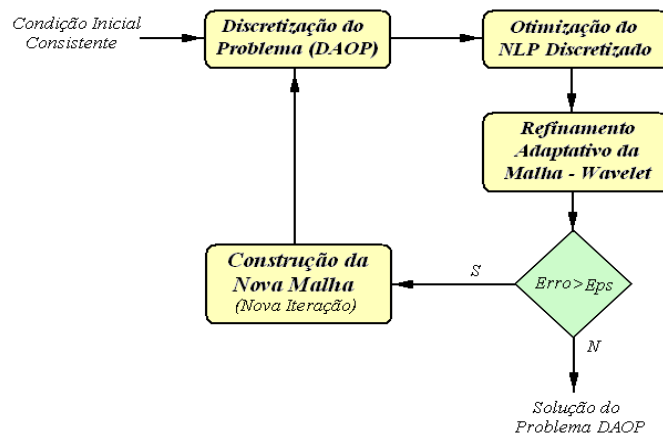 Condição Inicial
Consistente
Discretização do
Problema (DAOP)
Otimização do
NLP Discretizado
Refinamento
Adaptativo da
Malha - Wavelet
Erro>Eps
S
Construção da
Nova Malha
(Nova Iteração)
N
Solução do
Problema DAOP